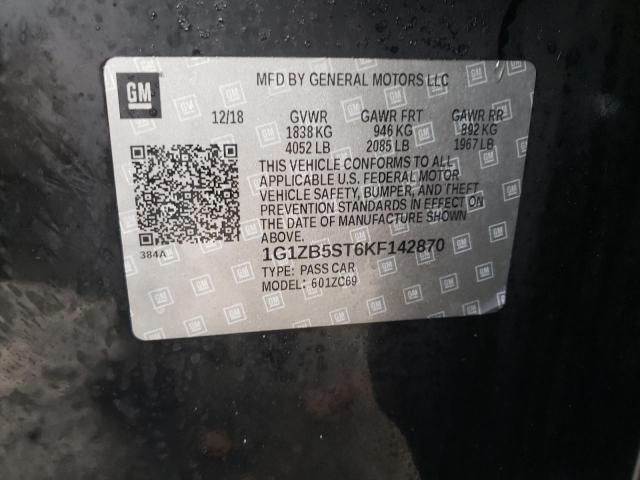 GM
MFD BY GENERAL MOTORS LLC
12/18 GVWR GAWR FRT GAWR RR
1838 KG 946 KG 892 KG
4052 LB 2085 LB 1967 LB
THIS VEHICLE CONFORMS TO ALL
APPLICABLE U.S. FEDERAL MOTOR
VEHICLE SAFETY, BUMPER, AND THEFT
PREVENTION STANDARDS IN EFFECT ON
THE DATE OF MANUFACTURE SHOWN
ABOVE.
384A
1G1ZB5ST6KF142870
TYPE: PASS CAR
MODEL: 601ZC69